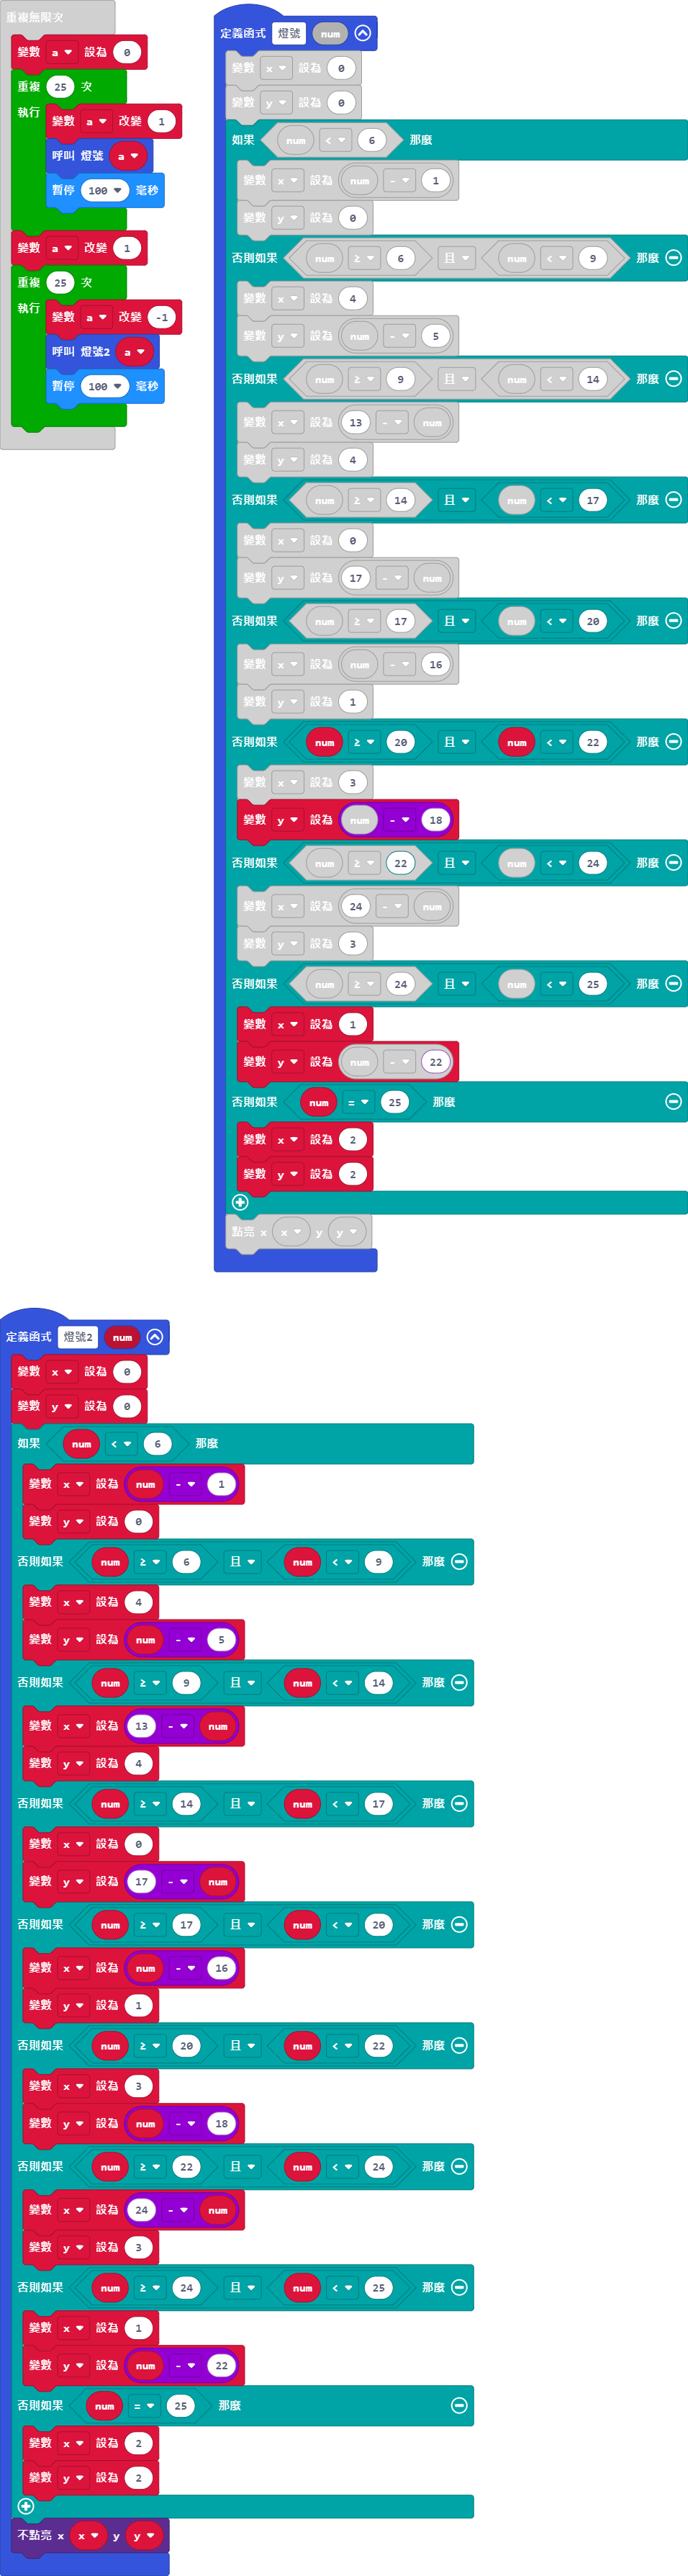 重複無限次
變數 a 設為 0
重複 25 次
執行
變數 a 改變 1
呼叫 燈號 a
暫停 100 毫秒
變數 a 改變 1
重複 25 次
執行
變數 a 改變 -1
呼叫 燈號2 a
暫停 100 毫秒
定義函式 燈號 num
變數 x 設為 0
變數 y 設為 0
如果 num < 6 那麼
變數 x 設為 num - 1
變數 y 設為 0
否則如果 num ≥ 6 且 num < 9 那麼
變數 x 設為 4
變數 y 設為 num - 5
否則如果 num ≥ 9 且 num < 14 那麼
變數 x 設為 13 - num
變數 y 設為 4
否則如果 num ≥ 14 且 num < 17 那麼
變數 x 設為 0
變數 y 設為 17 - num
否則如果 num ≥ 17 且 num < 20 那麼
變數 x 設為 num - 16
變數 y 設為 1
否則如果 num ≥ 20 且 num < 22 那麼
變數 x 設為 3
變數 y 設為 num - 18
否則如果 num ≥ 22 且 num < 24 那麼
變數 x 設為 24 - num
變數 y 設為 3
否則如果 num ≥ 24 且 num < 25 那麼
變數 x 設為 1
變數 y 設為 num - 22
否則如果 num = 25 那麼
變數 x 設為 2
變數 y 設為 2
點亮 x x y y
定義函式 燈號2 num
變數 x 設為 0
變數 y 設為 0
如果 num < 6 那麼
變數 x 設為 num - 1
變數 y 設為 0
否則如果 num ≥ 6 且 num < 9 那麼
變數 x 設為 4
變數 y 設為 num - 5
否則如果 num ≥ 9 且 num < 14 那麼
變數 x 設為 13 - num
變數 y 設為 4
否則如果 num ≥ 14 且 num < 17 那麼
變數 x 設為 0
變數 y 設為 17 - num
否則如果 num ≥ 17 且 num < 20 那麼
變數 x 設為 num - 16
變數 y 設為 1
否則如果 num ≥ 20 且 num < 22 那麼
變數 x 設為 3
變數 y 設為 num - 18
否則如果 num ≥ 22 且 num < 24 那麼
變數 x 設為 24 - num
變數 y 設為 3
否則如果 num ≥ 24 且 num < 25 那麼
變數 x 設為 1
變數 y 設為 num - 22
否則如果 num = 25 那麼
變數 x 設為 2
變數 y 設為 2
不點亮 x x y y